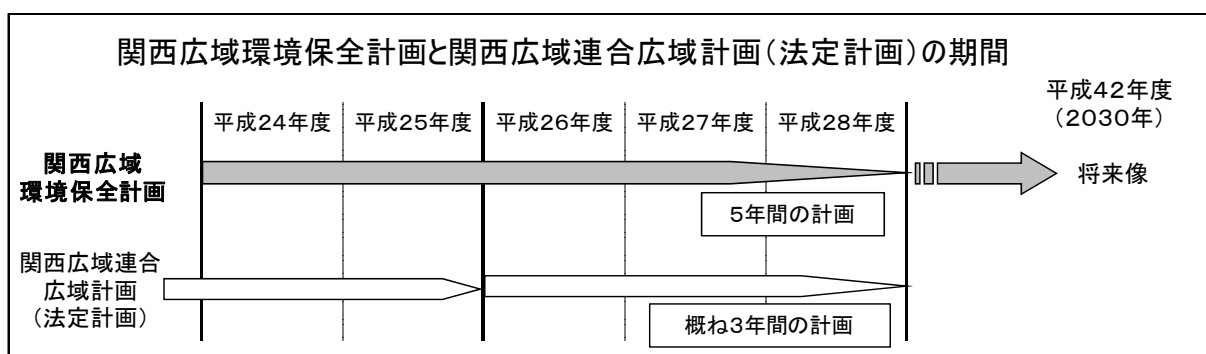 関西広域環境保全計画と関西広域連合広域計画(法定計画)の期間
平成42年度
(2030年)
平成24年度 平成25年度 平成26年度 平成27年度 平成28年度
関西広域
環境保全計画
将来像
5年間の計画
関西広域連合
広域計画
(法定計画)
概ね3年間の計画